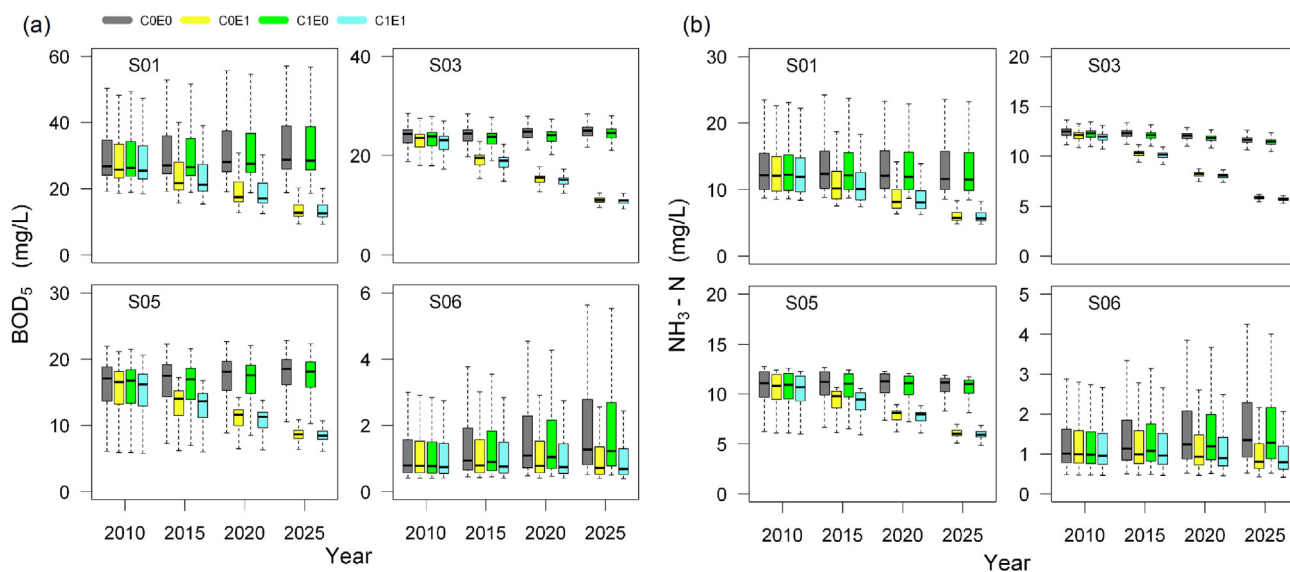 (a) C0E0 C0E1 C1E0 C1E1 (b)
60 S01 40 S03 30 S01 20 S03
40 20 20 15
20 10 10
0 0 0 5
0
BOD5 (mg/L) NH3 - N (mg/L)
30 S05 6 S06 20 S05 5 S06
20 4 15 4
10 2 10 3
0 0 5 2
0 1
0
2010 2015 2020 2025 2010 2015 2020 2025 2010 2015 2020 2025 2010 2015 2020 2025
Year Year